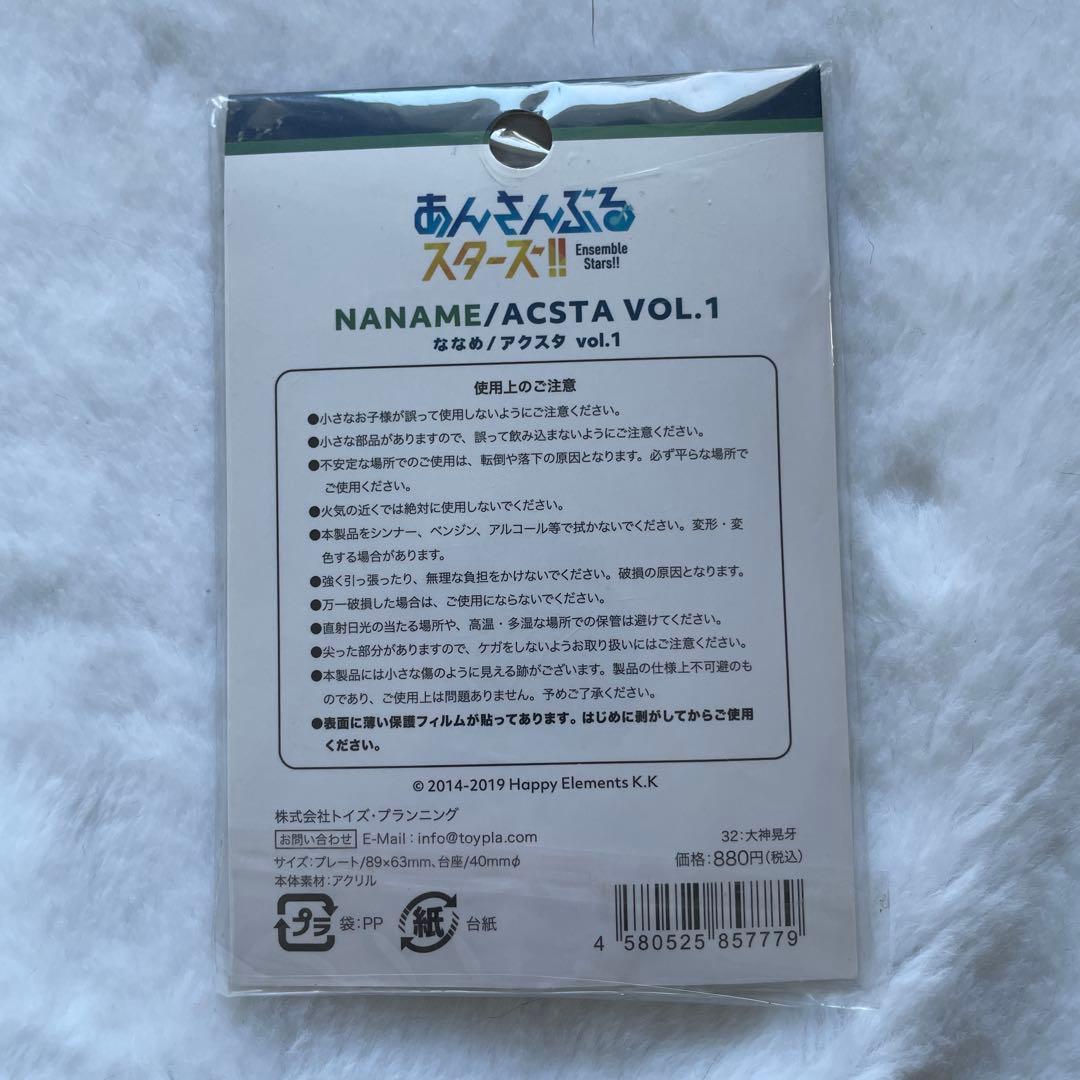 あんさんぶる
スターズ!! Ensemble
Stars!!
NANAME/ACSTA VOL.1
ななめ/アクスタ vol.1
使用上のご注意
●小さなお子様が誤って使用しないようにご注意ください。
●小さな部品がありますので、誤って飲み込まないようにご注意ください。
●不安定な場所でのご使用は、転倒や落下の原因となります。必ず平らな場所で
ご使用ください。
●火気の近くでは絶対に使用しないでください。
●本製品をシンナー、ベンジン、アルコール等で拭かないでください。変形・変
色する場合があります。
●強く引っ張ったり、無理な負担をかけないでください。破損の原因となります。
●万一破損した場合は、ご使用にならないでください。
●直射日光の当たる場所や、高温・多湿な場所での保管は避けてください。
●尖った部分がありますので、ケガをしないようお取り扱いにはご注意ください。
●本製品には小さな傷のように見える跡がございます。製品の仕様上不可避のも
のであり、ご使用上は問題ありません。予めご了承ください。
●表面に薄い保護フィルムが貼ってあります。はじめに剥がしてからご使用
ください。
© 2014-2019 Happy Elements K.K
株式会社トイズ・プランニング
お問い合わせ E-Mail：info@toypla.com
サイズ：プレート/89×63mm、台座/40mmφ
本体素材：アクリル
プラ 袋：PP 紙 台紙
32：大神晃牙
価格：880円(税込)
4 580525 857779